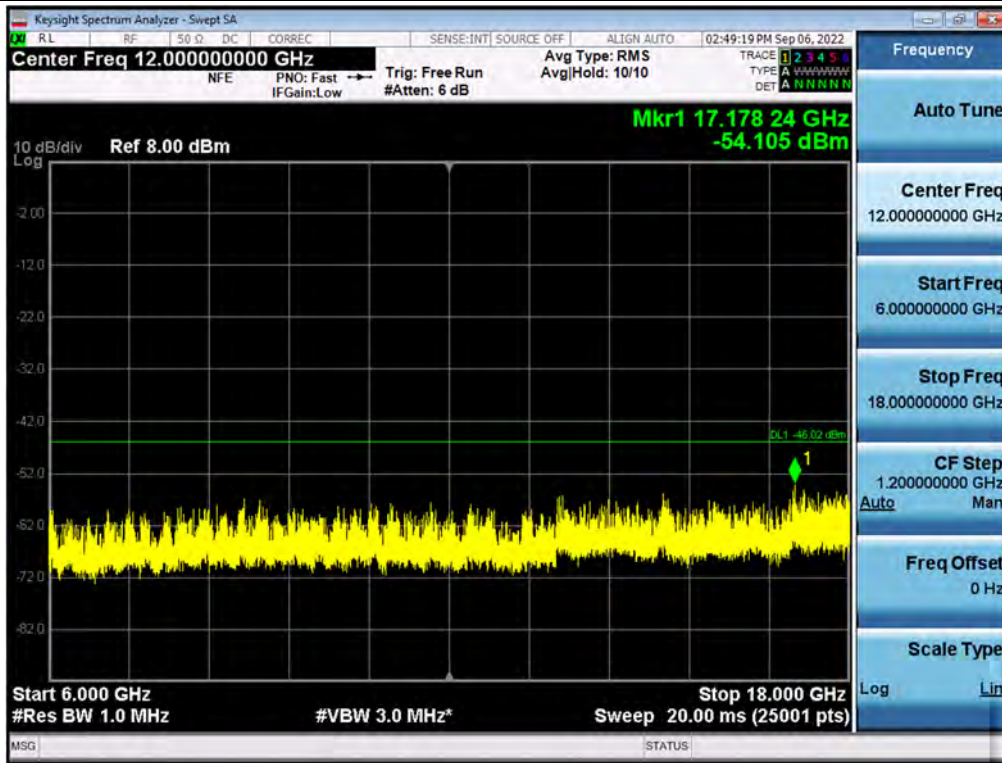 Keysight Spectrum Analyzer - Swept SA
LXI RL RF 50 Ω DC CORREC SENSE:INT SOURCE OFF ALIGN AUTO 02:49:19 PM Sep 06, 2022
Center Freq 12.000000000 GHz
NFE PNO: Fast Trig: Free Run
IFGain:Low #Atten: 6 dB
Avg Type: RMS
Avg|Hold: 10/10
TRACE 1 2 3 4 5 6
TYPE A WWWWW
DET A N N N N N
Mkr1 17.178 24 GHz
-54.105 dBm
10 dB/div Ref 8.00 dBm
Log
-2.00
-12.0
-22.0
-32.0
-42.0
DL1 -46.02 dBm
1
-52.0
-62.0
-72.0
-82.0
Start 6.000 GHz Stop 18.000 GHz
#Res BW 1.0 MHz #VBW 3.0 MHz* Sweep 20.00 ms (25001 pts)
MSG STATUS
Frequency
Auto Tune
Center Freq
12.000000000 GHz
Start Freq
6.000000000 GHz
Stop Freq
18.000000000 GHz
CF Step
1.200000000 GHz
Auto Man
Freq Offset
0 Hz
Scale Type
Log Lin